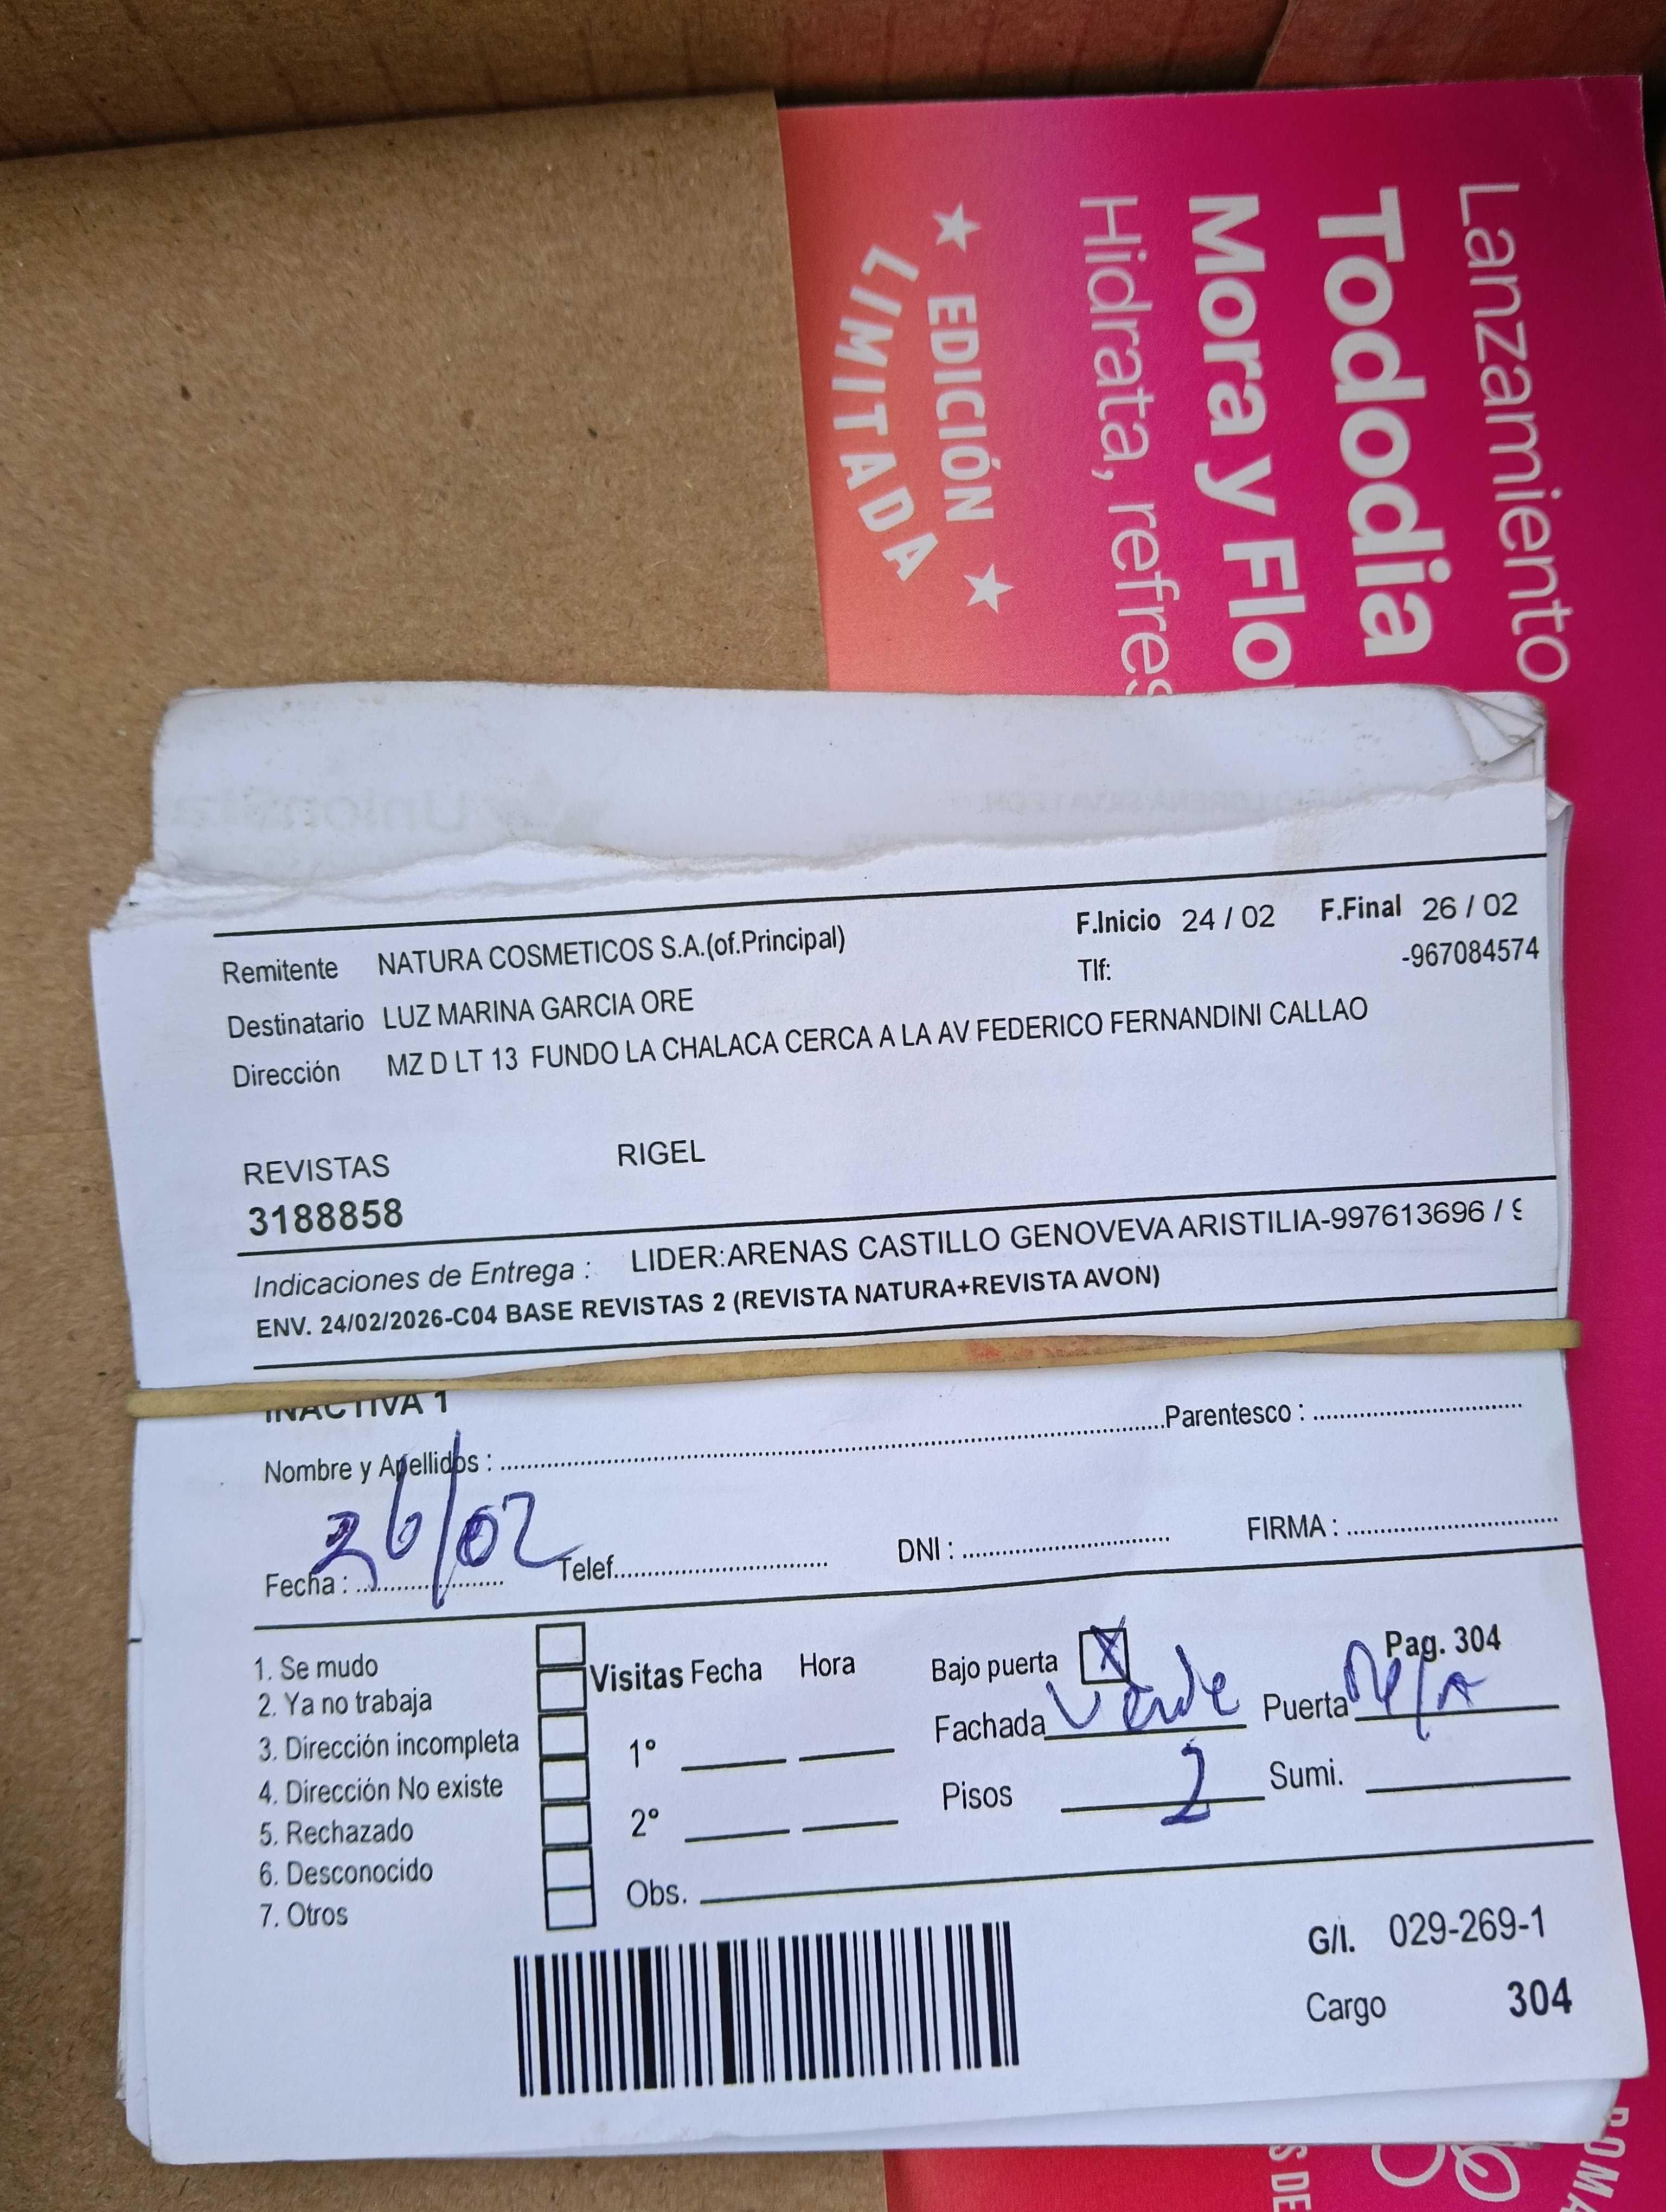 Lanzamiento
Tododia
Mora y Flo
Hidrata, refres
★ EDICIÓN ★
LIMITADA
F.Inicio 24 / 02 F.Final 26 / 02
Remitente NATURA COSMETICOS S.A.(of.Principal)
Tlf: -967084574
Destinatario LUZ MARINA GARCIA ORE
Dirección MZ D LT 13 FUNDO LA CHALACA CERCA A LA AV FEDERICO FERNANDINI CALLAO
REVISTAS RIGEL
3188858
Indicaciones de Entrega : LIDER:ARENAS CASTILLO GENOVEVA ARISTILIA-997613696 / 9
ENV. 24/02/2026-C04 BASE REVISTAS 2 (REVISTA NATURA+REVISTA AVON)
INACTIVA 1
Nombre y Apellidos : Parentesco :
Fecha : 26/02 Telef. DNI : FIRMA :
Pag. 304
1. Se mudo
2. Ya no trabaja
3. Dirección incompleta
4. Dirección No existe
5. Rechazado
6. Desconocido
7. Otros
Visitas Fecha Hora
1°
2°
Obs.
Bajo puerta X
Fachada Verde Puerta
Pisos 2 Sumi.
G/I. 029-269-1
Cargo 304
S DE